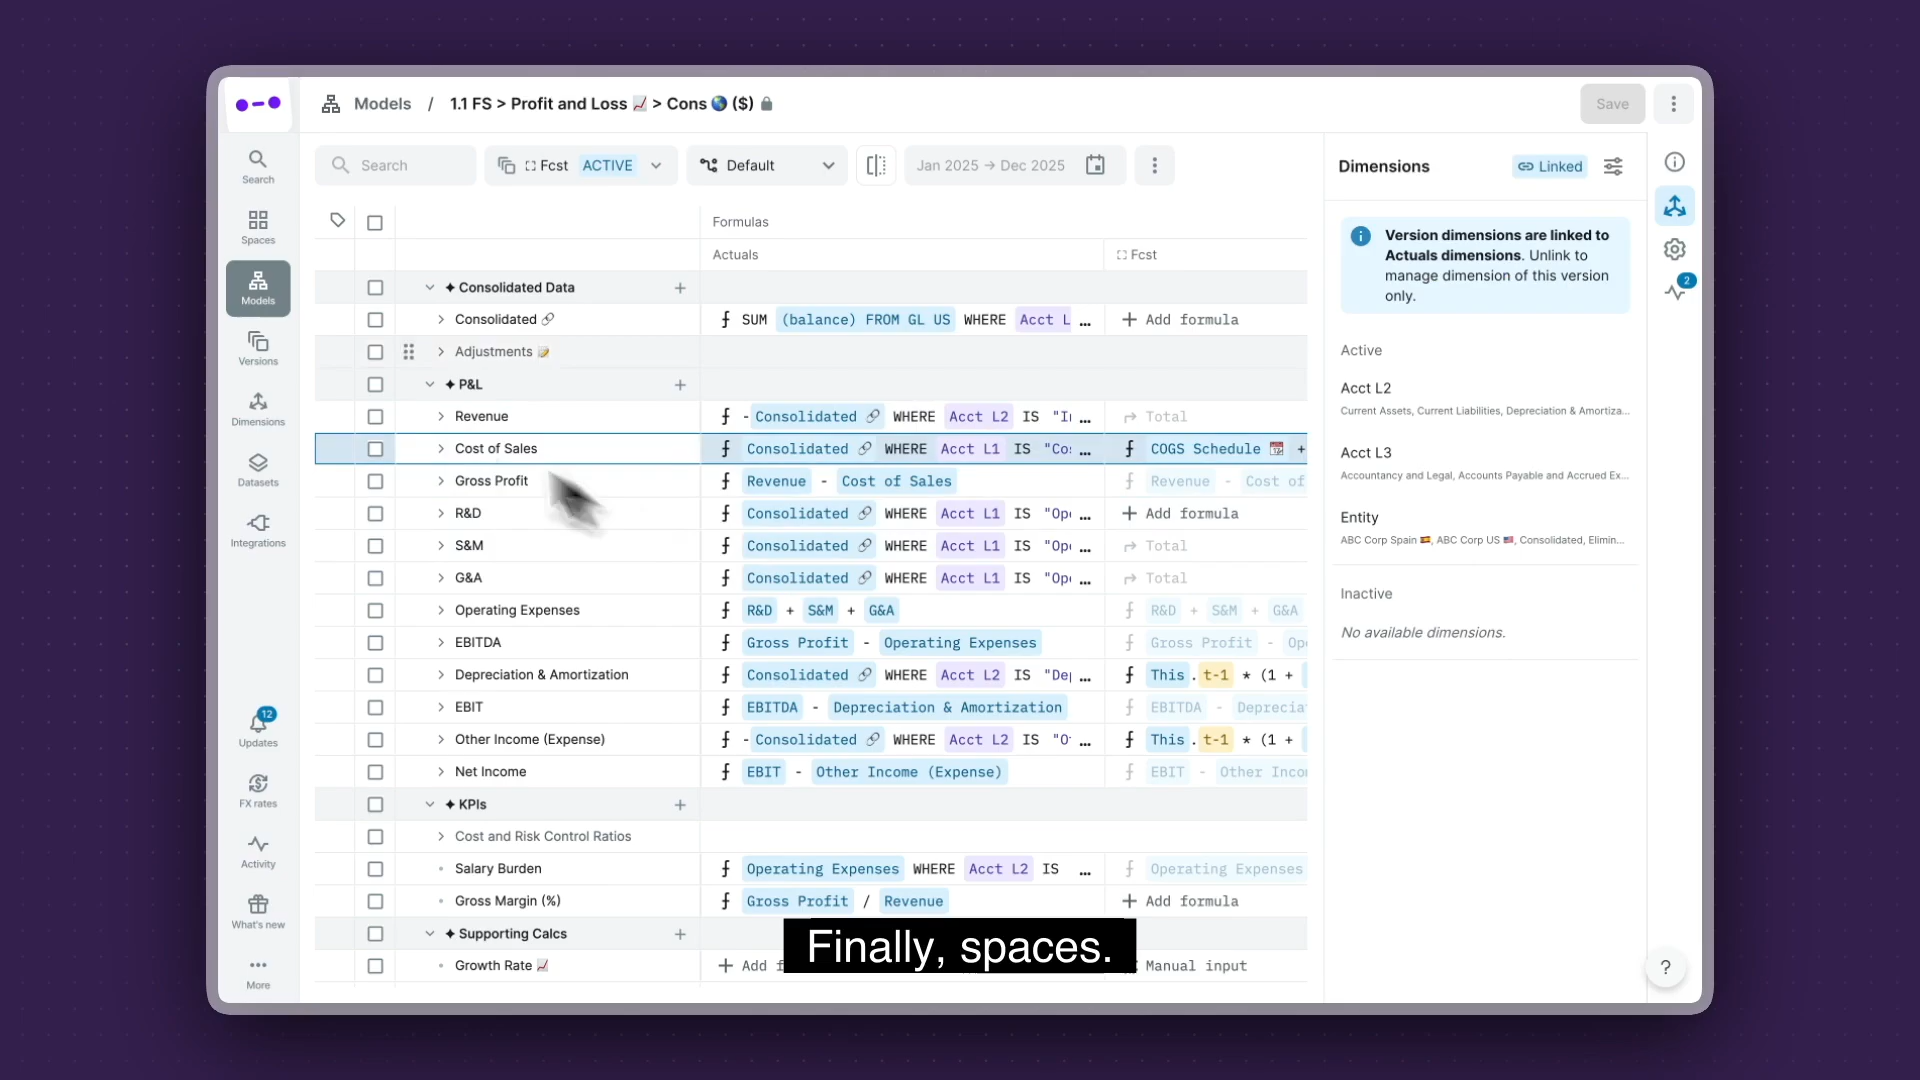 Models / 1.1 FS > Profit and Loss 📈 > Cons 🌎 ($) 🔒
Save
Search
Spaces
Models
Versions
Dimensions
Datasets
Integrations
12
Updates
FX rates
Activity
What's new
More
Search
Fcst ACTIVE
Default
Jan 2025 → Dec 2025
Formulas
Actuals
Fcst
Consolidated Data
Consolidated 🔗 SUM (balance) FROM GL US WHERE Acct L ... + Add formula
Adjustments 📝
P&L
Revenue - Consolidated 🔗 WHERE Acct L2 IS ... Total
Cost of Sales Consolidated 🔗 WHERE Acct L1 IS "Co ... COGS Schedule 📆 +
Gross Profit Revenue - Cost of Sales Revenue - Cost of
R&D Consolidated 🔗 WHERE Acct L1 IS "Op ... + Add formula
S&M Consolidated 🔗 WHERE Acct L1 IS "Op ... Total
G&A Consolidated 🔗 WHERE Acct L1 IS "Op ... Total
Operating Expenses R&D + S&M + G&A R&D + S&M + G&A
EBITDA Gross Profit - Operating Expenses Gross Profit - Op
Depreciation & Amortization Consolidated 🔗 WHERE Acct L2 IS "De ... This.t-1 * (1 +
EBIT EBITDA - Depreciation & Amortization EBITDA - Deprecia
Other Income (Expense) - Consolidated 🔗 WHERE Acct L2 IS "O ... This.t-1 * (1 +
Net Income EBIT - Other Income (Expense) EBIT - Other Inco
KPIs
Cost and Risk Control Ratios
Salary Burden Operating Expenses WHERE Acct L2 IS ... Operating Expenses
Gross Margin (%) Gross Profit / Revenue + Add formula
Supporting Calcs
Growth Rate 📈 + Add Manual input
Finally, spaces.
Dimensions
Linked
Version dimensions are linked to
Actuals dimensions. Unlink to
manage dimension of this version
only.
Active
Acct L2
Current Assets, Current Liabilities, Depreciation & Amortiza...
Acct L3
Accountancy and Legal, Accounts Payable and Accrued Ex...
Entity
ABC Corp Spain 🇪🇸, ABC Corp US 🇺🇸, Consolidated, Elimin...
Inactive
No available dimensions.
2
?